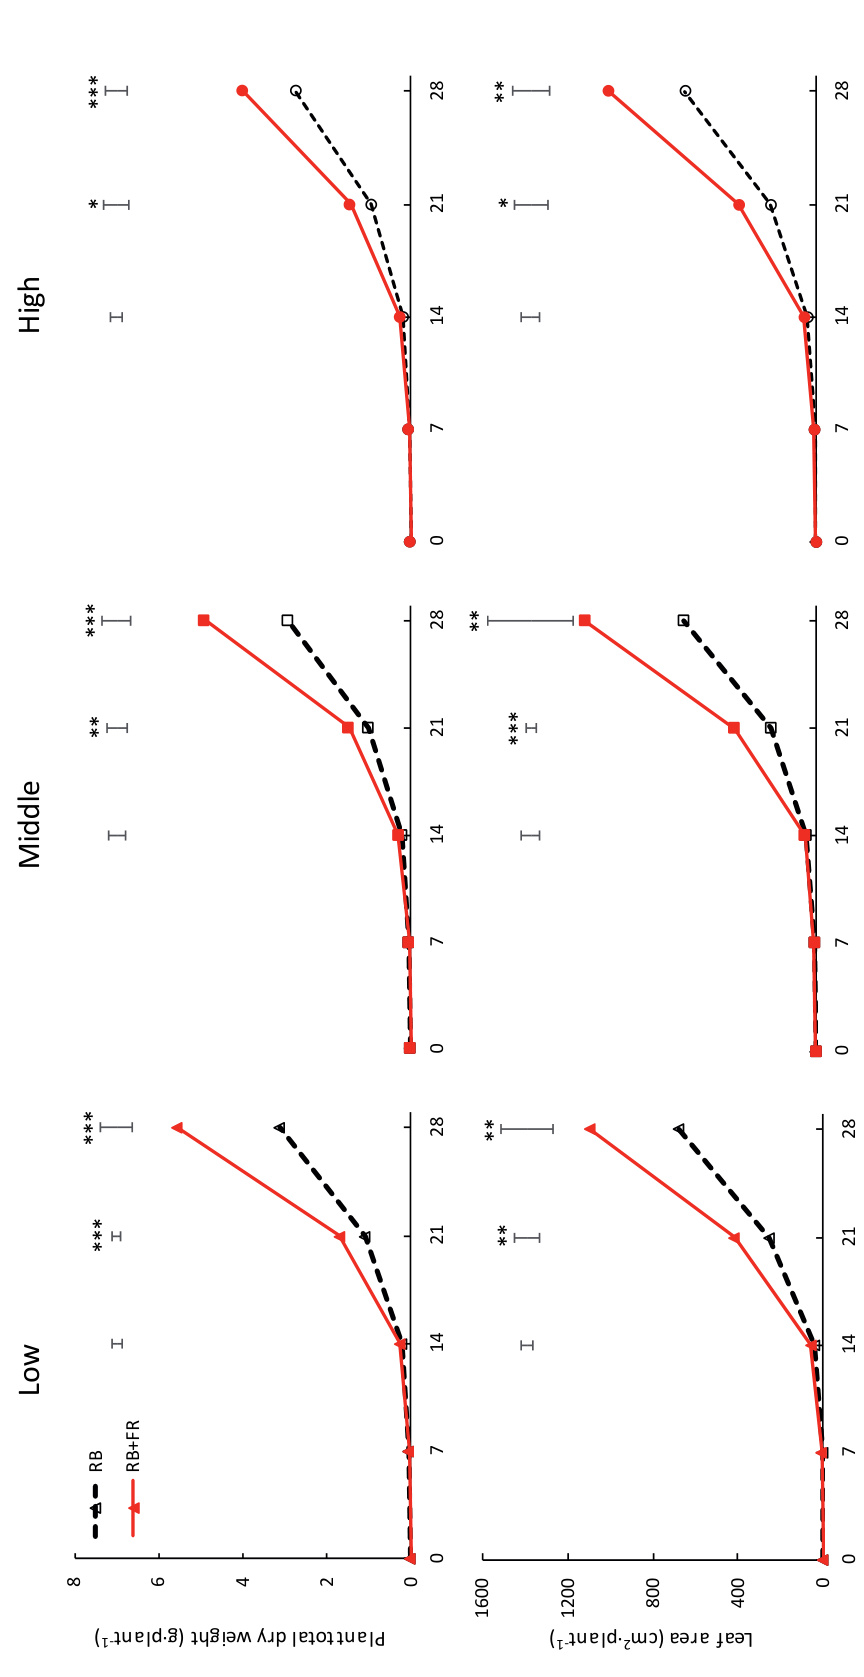 Low Middle High
Plant total dry weight (g·plant⁻¹)
8
6
4
2
0
RB
RB+FR
*** ***
** ***
* ***
0 7 14 21 28
0 7 14 21 28
0 7 14 21 28
Leaf area (cm²·plant⁻¹)
1600
1200
800
400
0
** **
*** **
* **
0 7 14 21 28
0 7 14 21 28
0 7 14 21 28